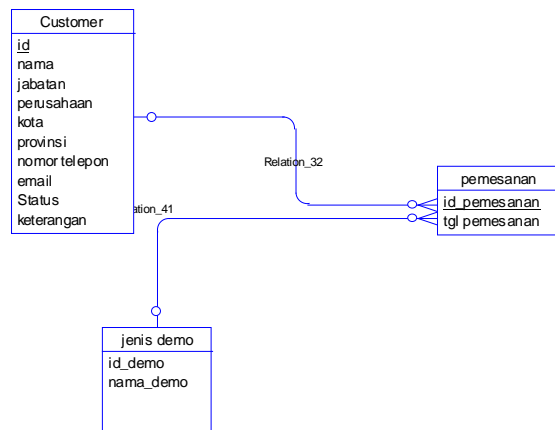 Customer
id
nama
jabatan
perusahaan
kota
provinsi
nomor telepon
email
Status
keterangan
Relation_32
ation_41
pemesanan
id_pemesanan
tgl pemesanan
jenis demo
id_demo
nama_demo